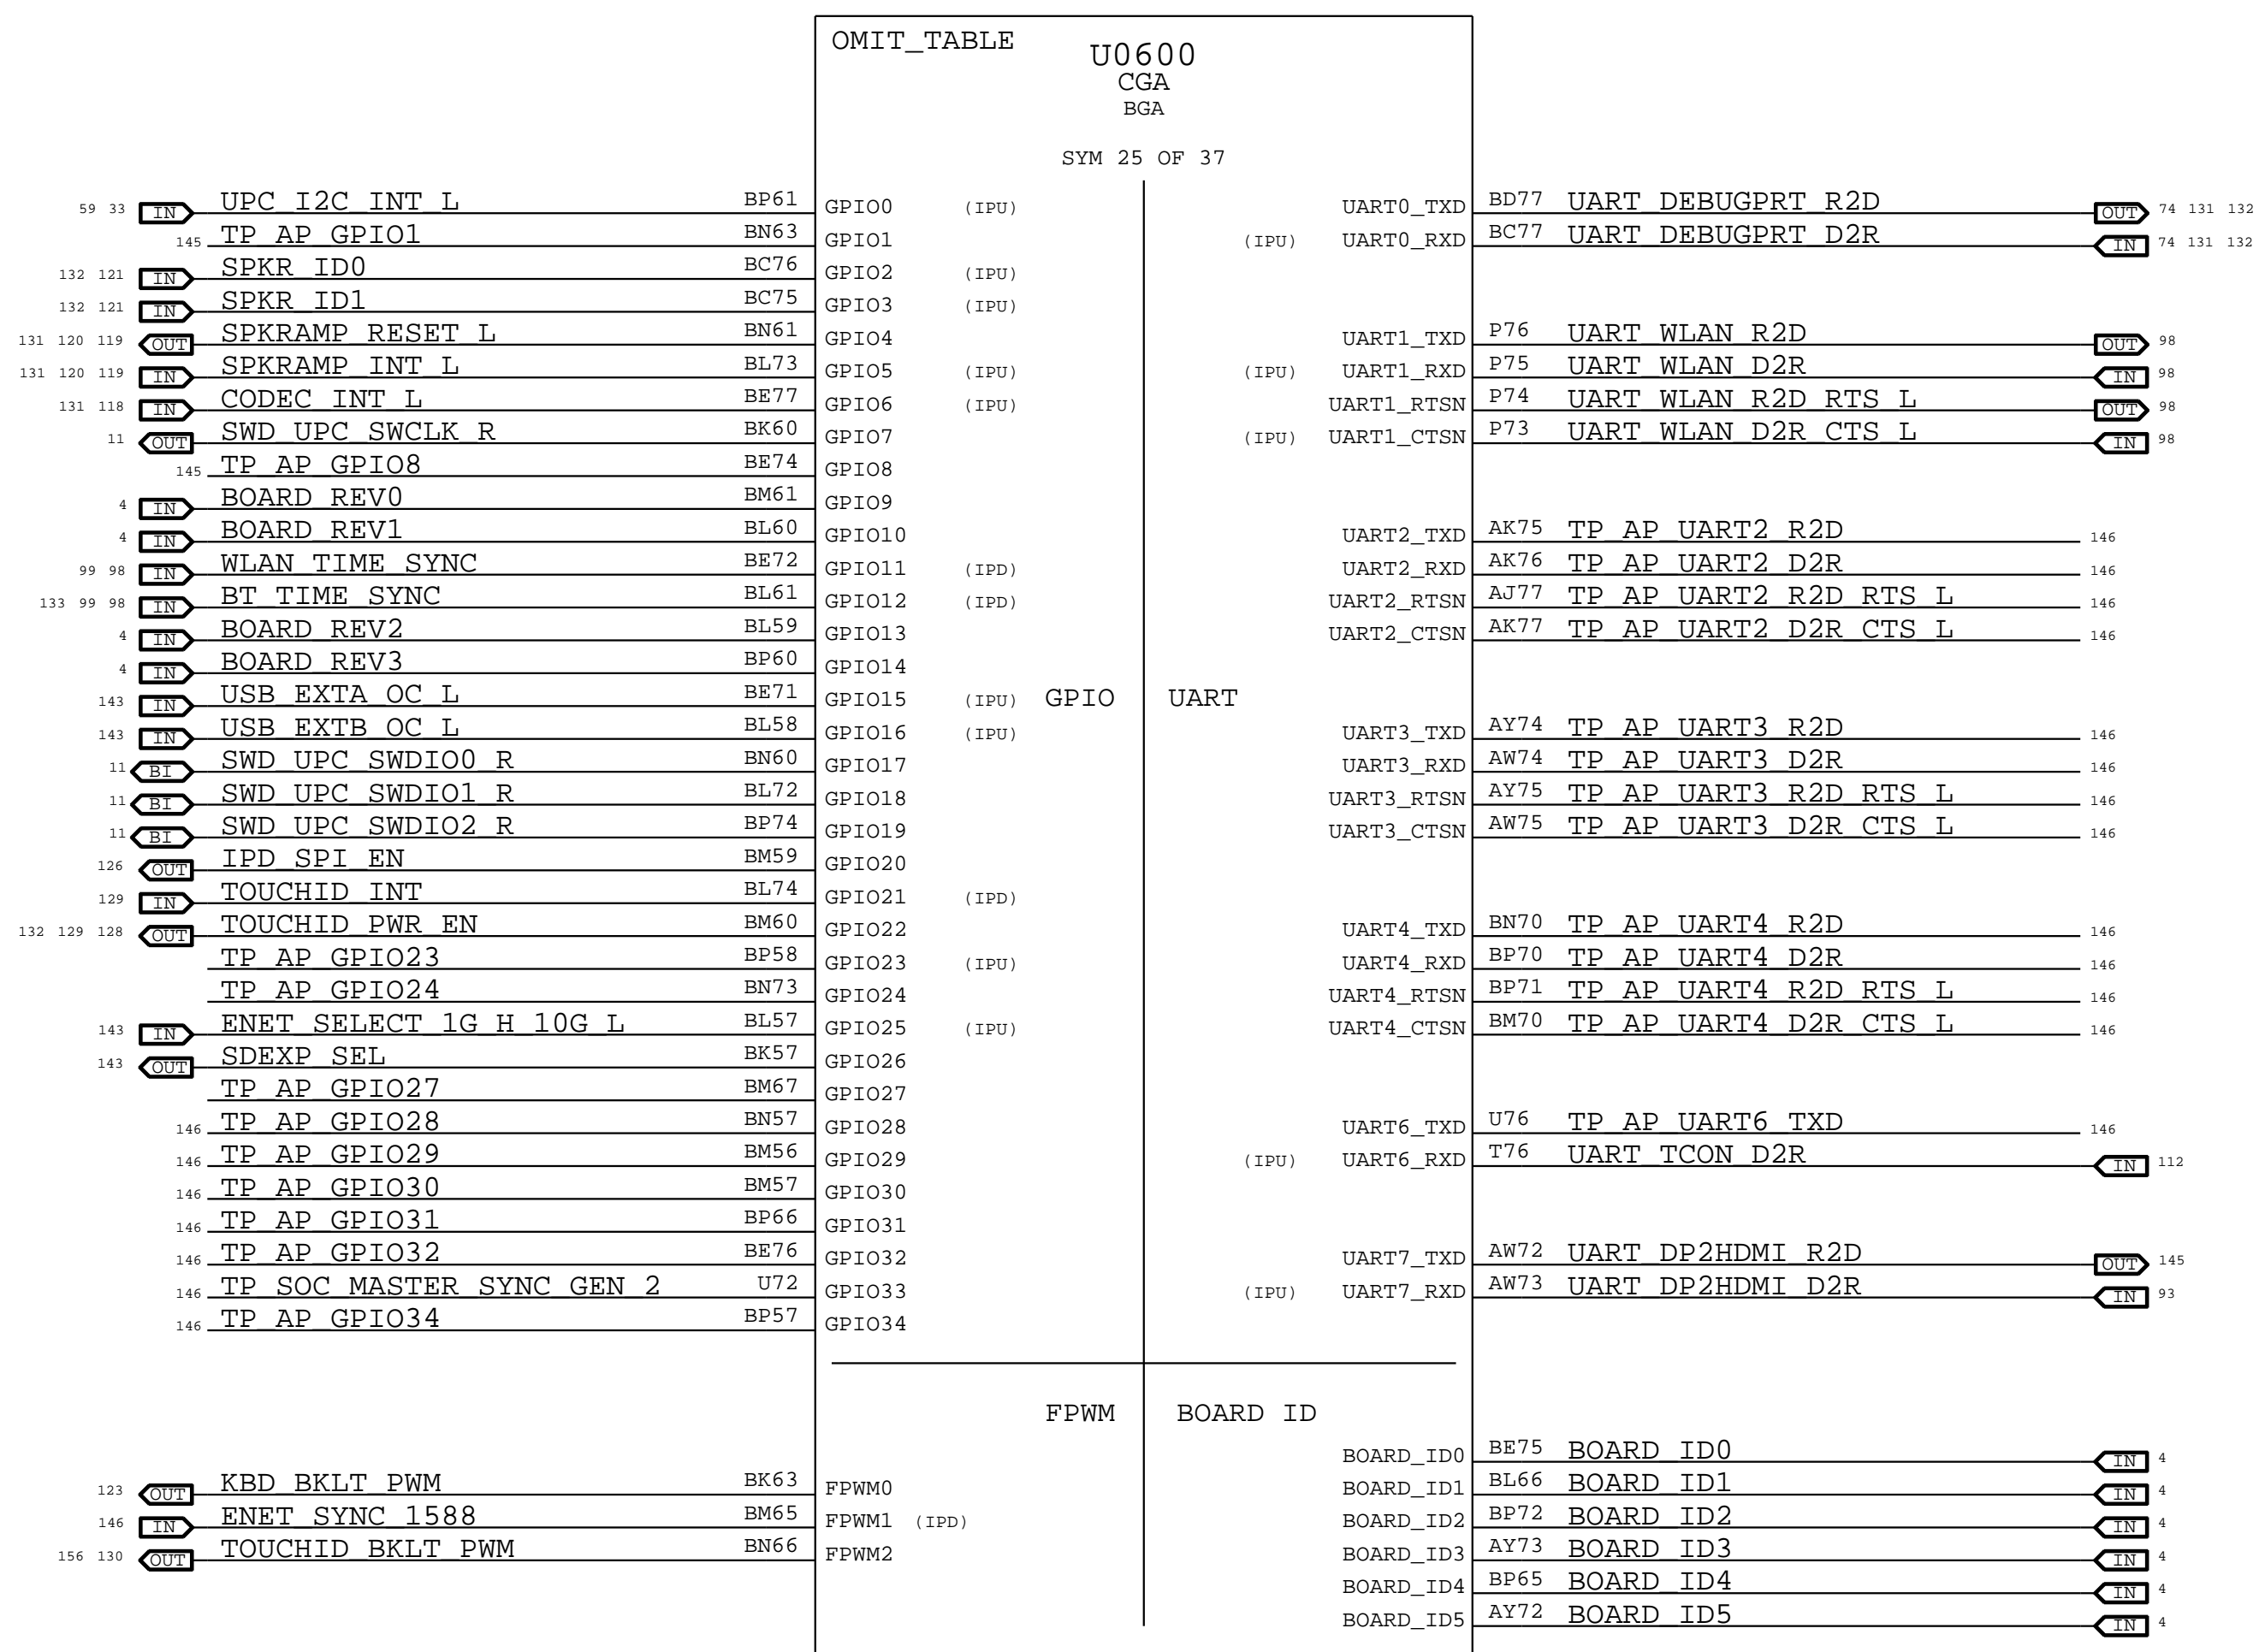 OMIT_TABLE
U0600
CGA
BGA
SYM 25 OF 37
59 33 IN UPC_I2C_INT_L BP61 GPIO0 (IPU) UART0_TXD BD77 UART_DEBUGPRT_R2D OUT 74 131 132
145 TP_AP_GPIO1 BN63 GPIO1 (IPU) UART0_RXD BC77 UART_DEBUGPRT_D2R IN 74 131 132
132 121 IN SPKR_ID0 BC76 GPIO2 (IPU)
132 121 IN SPKR_ID1 BC75 GPIO3 (IPU)
131 120 119 OUT SPKRAMP_RESET_L BN61 GPIO4 UART1_TXD P76 UART_WLAN_R2D OUT 98
131 120 119 IN SPKRAMP_INT_L BL73 GPIO5 (IPU) (IPU) UART1_RXD P75 UART_WLAN_D2R IN 98
131 118 IN CODEC_INT_L BE77 GPIO6 (IPU) UART1_RTSN P74 UART_WLAN_R2D_RTS_L OUT 98
11 OUT SWD_UPC_SWCLK_R BK60 GPIO7 (IPU) UART1_CTSN P73 UART_WLAN_D2R_CTS_L IN 98
145 TP_AP_GPIO8 BE74 GPIO8
4 IN BOARD_REV0 BM61 GPIO9
4 IN BOARD_REV1 BL60 GPIO10 UART2_TXD AK75 TP_AP_UART2_R2D 146
99 98 IN WLAN_TIME_SYNC BE72 GPIO11 (IPD) UART2_RXD AK76 TP_AP_UART2_D2R 146
133 99 98 IN BT_TIME_SYNC BL61 GPIO12 (IPD) UART2_RTSN AJ77 TP_AP_UART2_R2D_RTS_L 146
4 IN BOARD_REV2 BL59 GPIO13 UART2_CTSN AK77 TP_AP_UART2_D2R_CTS_L 146
4 IN BOARD_REV3 BP60 GPIO14
143 IN USB_EXTA_OC_L BE71 GPIO15 (IPU) GPIO UART
143 IN USB_EXTB_OC_L BL58 GPIO16 (IPU) UART3_TXD AY74 TP_AP_UART3_R2D 146
11 BI SWD_UPC_SWDIO0_R BN60 GPIO17 UART3_RXD AW74 TP_AP_UART3_D2R 146
11 BI SWD_UPC_SWDIO1_R BL72 GPIO18 UART3_RTSN AY75 TP_AP_UART3_R2D_RTS_L 146
11 BI SWD_UPC_SWDIO2_R BP74 GPIO19 UART3_CTSN AW75 TP_AP_UART3_D2R_CTS_L 146
126 OUT IPD_SPI_EN BM59 GPIO20
129 IN TOUCHID_INT BL74 GPIO21 (IPD)
132 129 128 OUT TOUCHID_PWR_EN BM60 GPIO22 UART4_TXD BN70 TP_AP_UART4_R2D 146
TP_AP_GPIO23 BP58 GPIO23 (IPU) UART4_RXD BP70 TP_AP_UART4_D2R 146
TP_AP_GPIO24 BN73 GPIO24 UART4_RTSN BP71 TP_AP_UART4_R2D_RTS_L 146
143 IN ENET_SELECT_1G_H_10G_L BL57 GPIO25 (IPU) UART4_CTSN BM70 TP_AP_UART4_D2R_CTS_L 146
143 OUT SDEXP_SEL BK57 GPIO26
TP_AP_GPIO27 BM67 GPIO27
146 TP_AP_GPIO28 BN57 GPIO28 UART6_TXD U76 TP_AP_UART6_TXD 146
146 TP_AP_GPIO29 BM56 GPIO29 (IPU) UART6_RXD T76 UART_TCON_D2R IN 112
146 TP_AP_GPIO30 BM57 GPIO30
146 TP_AP_GPIO31 BP66 GPIO31
146 TP_AP_GPIO32 BE76 GPIO32 UART7_TXD AW72 UART_DP2HDMI_R2D OUT 145
146 TP_SOC_MASTER_SYNC_GEN_2 U72 GPIO33 (IPU) UART7_RXD AW73 UART_DP2HDMI_D2R IN 93
146 TP_AP_GPIO34 BP57 GPIO34
FPWM BOARD ID
BOARD_ID0 BE75 BOARD_ID0 IN 4
123 OUT KBD_BKLT_PWM BK63 FPWM0 BOARD_ID1 BL66 BOARD_ID1 IN 4
146 IN ENET_SYNC_1588 BM65 FPWM1 (IPD) BOARD_ID2 BP72 BOARD_ID2 IN 4
156 130 OUT TOUCHID_BKLT_PWM BN66 FPWM2 BOARD_ID3 AY73 BOARD_ID3 IN 4
BOARD_ID4 BP65 BOARD_ID4 IN 4
BOARD_ID5 AY72 BOARD_ID5 IN 4